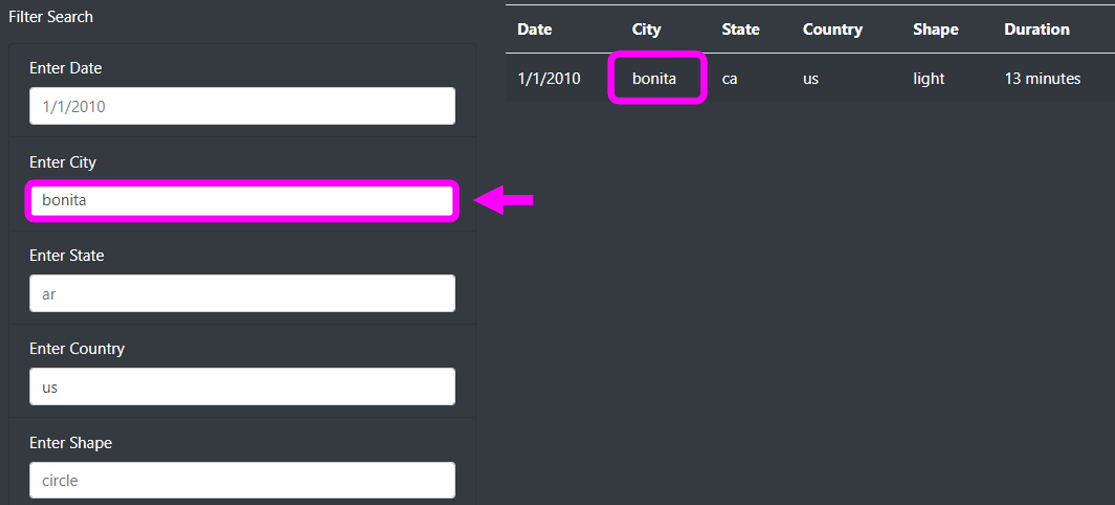 Filter Search
Enter Date
1/1/2010
Enter City
bonita
Enter State
ar
Enter Country
us
Enter Shape
circle
Date City State Country Shape Duration
1/1/2010 bonita ca us light 13 minutes